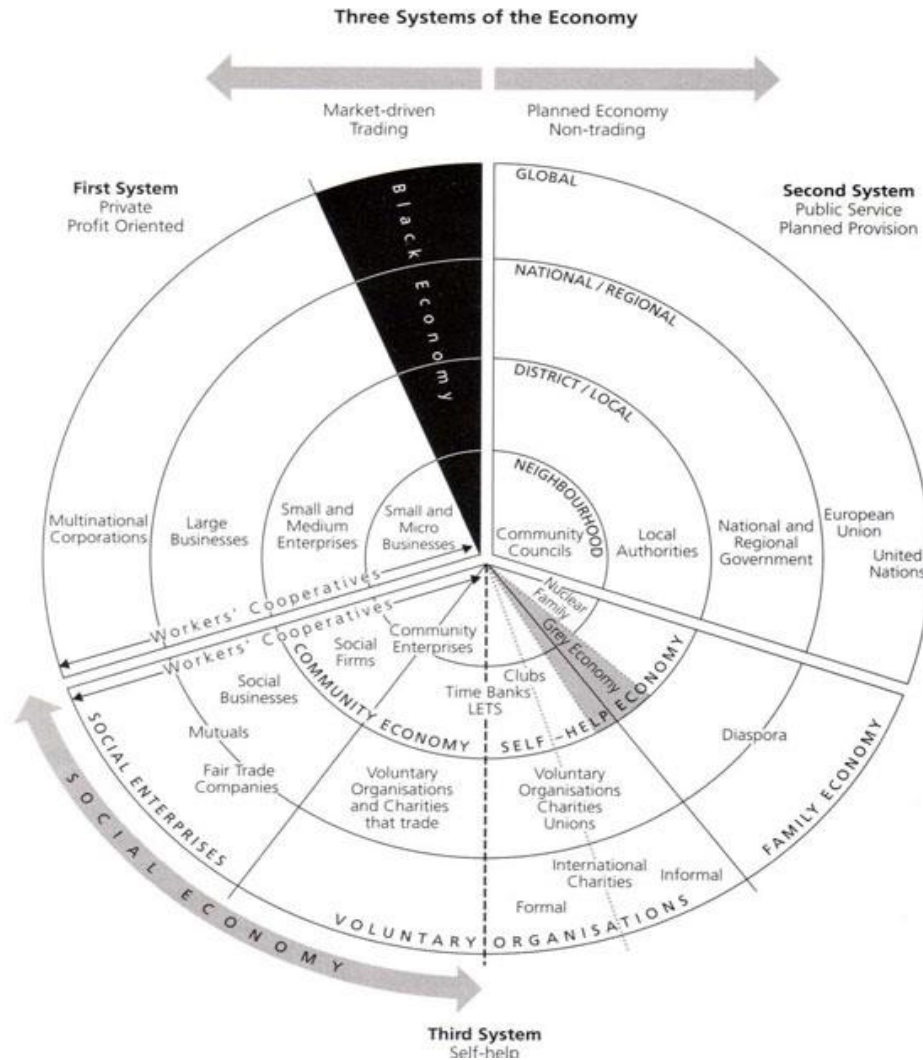 Three Systems of the Economy
Market-driven
Trading
Planned Economy
Non-trading
First System
Private
Profit Oriented
Second System
Public Service
Planned Provision
Black Economy
GLOBAL
NATIONAL / REGIONAL
DISTRICT / LOCAL
NEIGHBOURHOOD
Multinational
Corporations
Large
Businesses
Small and
Medium
Enterprises
Small and
Micro
Businesses
Community
Councils
Local
Authorities
National and
Regional
Government
European
Union
United
Nations
Workers' Cooperatives
Workers' Cooperatives
Nuclear
Family
Grey Economy
Community
Enterprises
Social
Firms
Social
Businesses
Mutuals
Fair Trade
Companies
Clubs
Time Banks
LETS
COMMUNITY ECONOMY
SELF-HELP ECONOMY
Diaspora
Voluntary
Organisations
and Charities
that trade
Voluntary
Organisations
Charities
Unions
International
Charities
Informal
Formal
SOCIAL ENTERPRISES
VOLUNTARY ORGANISATIONS
FAMILY ECONOMY
SOCIAL ECONOMY
Third System
Self-help